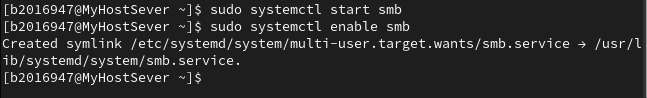 [b2016947@MyHostSever ~]$ sudo systemctl start smb
[b2016947@MyHostSever ~]$ sudo systemctl enable smb
Created symlink /etc/systemd/system/multi-user.target.wants/smb.service → /usr/l
ib/systemd/system/smb.service.
[b2016947@MyHostSever ~]$